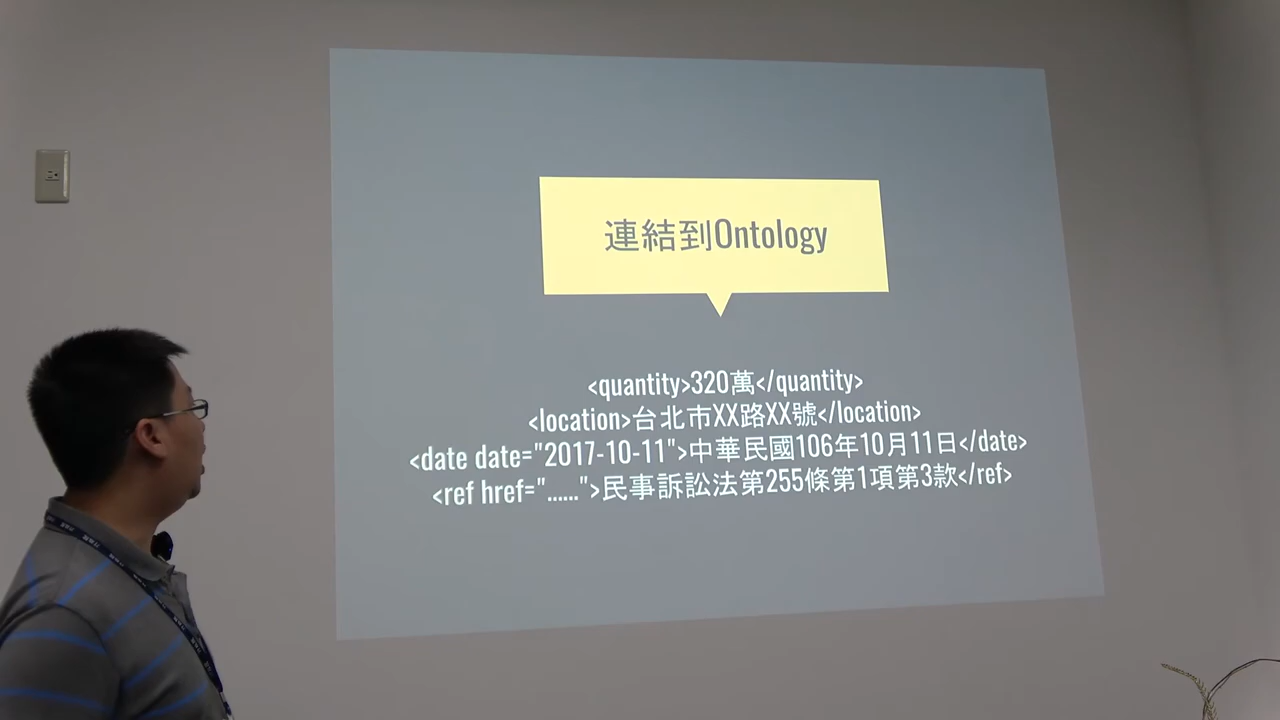 連結到Ontology
<quantity>320萬</quantity>
<location>台北市XX路XX號</location>
<date date="2017-10-11">中華民國106年10月11日</date>
<ref href="......">民事訴訟法第255條第1項第3款</ref>